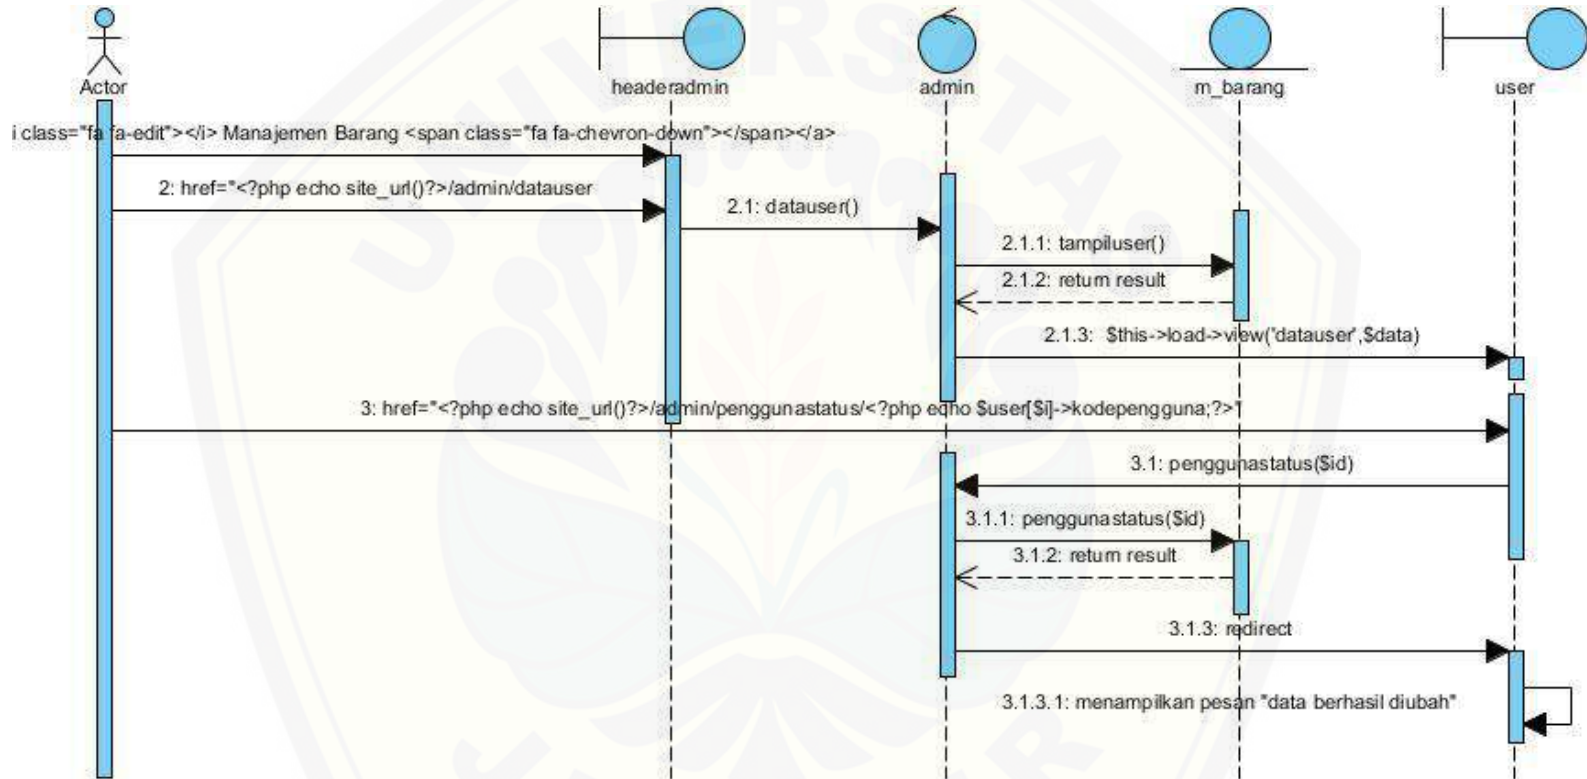 Actor
headeradmin
admin
m_barang
user
i class="fa fa-edit"></i> Manajemen Barang <span class="fa fa-chevron-down"></span></a>
2: href="<?php echo site_url()?>/admin/datauser
2.1: datauser()
2.1.1: tampiluser()
2.1.2: return result
2.1.3: $this->load->view('datauser',$data)
3: href="<?php echo site_url()?>/admin/penggunastatus/<?php echo $user[$i]->kodepengguna;?>"
3.1: penggunastatus($id)
3.1.1: penggunastatus($id)
3.1.2: return result
3.1.3: redirect
3.1.3.1: menampilkan pesan "data berhasil diubah"
UNIVERSITAS